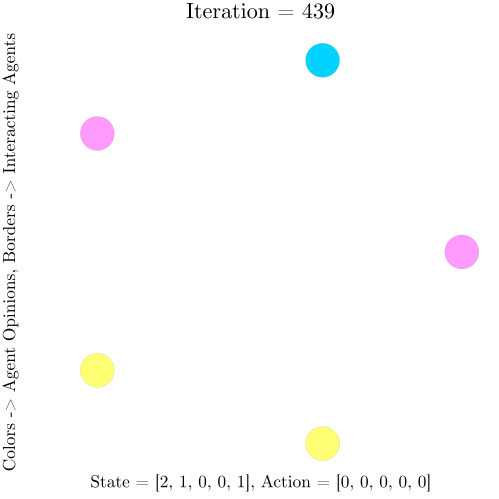 Iteration = 439
Colors -> Agent Opinions, Borders -> Interacting Agents
State = [2, 1, 0, 0, 1], Action = [0, 0, 0, 0, 0]